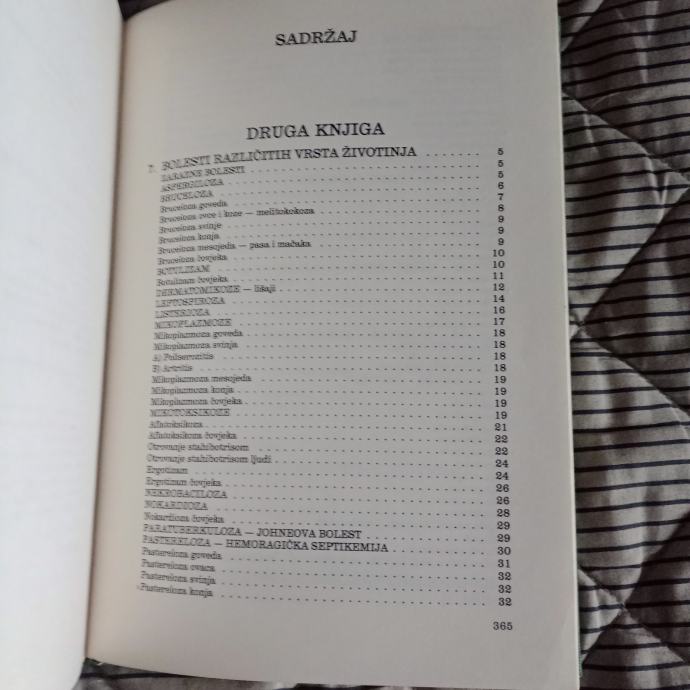 SADRŽAJ
DRUGA KNJIGA
7. BOLESTI RAZLIČITIH VRSTA ŽIVOTINJA . . . . . . 5
ZARAZNE BOLESTI . . . . . . 5
ASPERGILOZA . . . . . . 5
BRUCELOZA . . . . . . 6
Bruceloza goveda . . . . . . 7
Bruceloza ovce i koze — melitokokoza . . . . . . 8
Bruceloza svinje . . . . . . 9
Bruceloza konja . . . . . . 9
Bruceloza mesojeda — pasa i mačaka . . . . . . 9
Bruceloza čovjeka . . . . . . 10
BOTULIZAM . . . . . . 10
Botulizam čovjeka . . . . . . 11
DERMATOMIKOZE — lišaji . . . . . . 12
LEPTOSPIROZA . . . . . . 14
LISTERIOZA . . . . . . 16
MIKOPLAZMOZE . . . . . . 17
Mikoplazmoza goveda . . . . . . 18
Mikoplazmoza svinja . . . . . . 18
A) Poliserozitis . . . . . . 18
B) Artritis . . . . . . 18
Mikoplazmoza mesojeda . . . . . . 19
Mikoplazmoza konja . . . . . . 19
Mikoplazmoza čovjeka . . . . . . 19
MIKOTOKSIKOZE . . . . . . 19
Aflatoksikoza . . . . . . 21
Aflatoksikoza čovjeka . . . . . . 22
Otrovanje stahibotrisom . . . . . . 22
Otrovanje stahibotrisom ljudi . . . . . . 24
Ergotizam . . . . . . 24
Ergotizam čovjeka . . . . . . 26
NEKROBACILOZA . . . . . . 26
NOKARDIOZA . . . . . . 28
Nokardioza čovjeka . . . . . . 29
PARATUBERKULOZA — JOHNEOVA BOLEST . . . . . . 29
PASTERELOZA — HEMORAGIČKA SEPTIKEMIJA . . . . . . 30
Pastereloza goveda . . . . . . 31
Pastereloza ovaca . . . . . . 32
Pastereloza svinja . . . . . . 32
Pastereloza konja . . . . . . 32
365